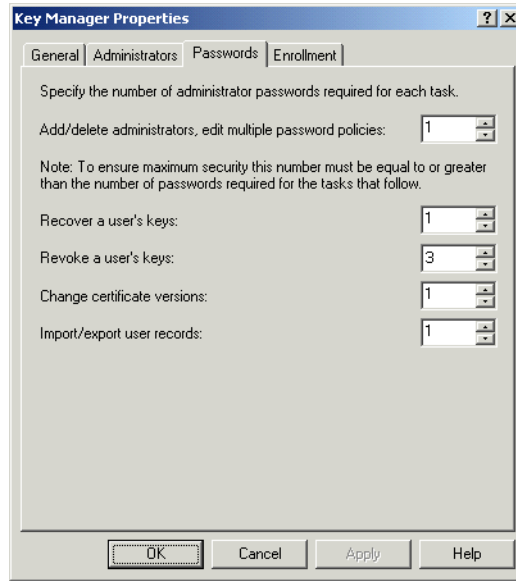 Key Manager Properties
General Administrators Passwords Enrollment
Specify the number of administrator passwords required for each task.
Add/delete administrators, edit multiple password policies: 1
Note: To ensure maximum security this number must be equal to or greater
than the number of passwords required for the tasks that follow.
Recover a user's keys: 1
Revoke a user's keys: 3
Change certificate versions: 1
Import/export user records: 1
OK Cancel Apply Help